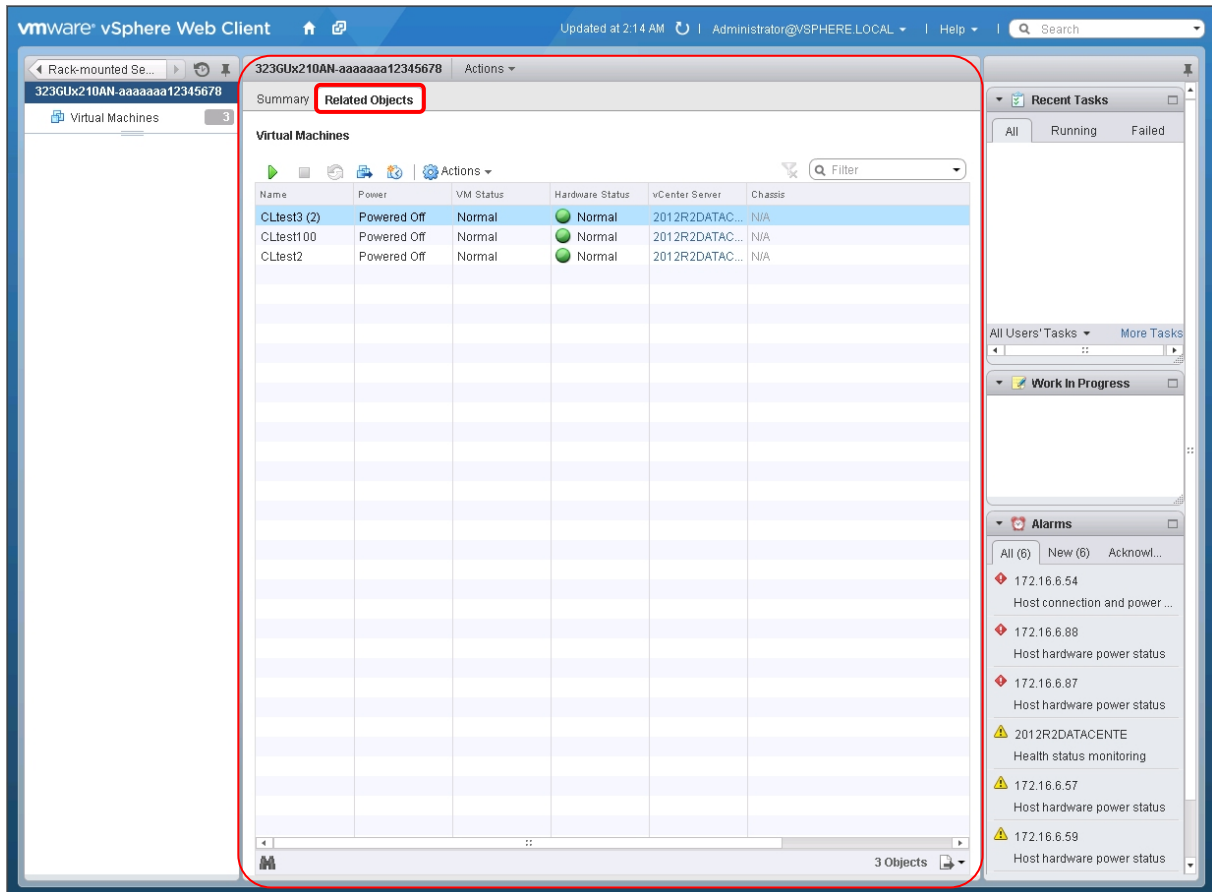 vmware® vSphere Web Client
Updated at 2:14 AM | Administrator@VSPHERE.LOCAL | Help | Search
Rack-mounted Se...
323GUx210AN-aaaaaaa12345678
Virtual Machines 3
323GUx210AN-aaaaaaa12345678 Actions
Summary Related Objects
Virtual Machines
Actions Filter
Name Power VM Status Hardware Status vCenter Server Chassis
CLtest3 (2) Powered Off Normal Normal 2012R2DATAC... N/A
CLtest100 Powered Off Normal Normal 2012R2DATAC... N/A
CLtest2 Powered Off Normal Normal 2012R2DATAC... N/A
3 Objects
Recent Tasks
All Running Failed
All Users' Tasks More Tasks
Work In Progress
Alarms
All (6) New (6) Acknowl...
172.16.6.54
Host connection and power ...
172.16.6.88
Host hardware power status
172.16.6.87
Host hardware power status
2012R2DATACENTE
Health status monitoring
172.16.6.57
Host hardware power status
172.16.6.59
Host hardware power status